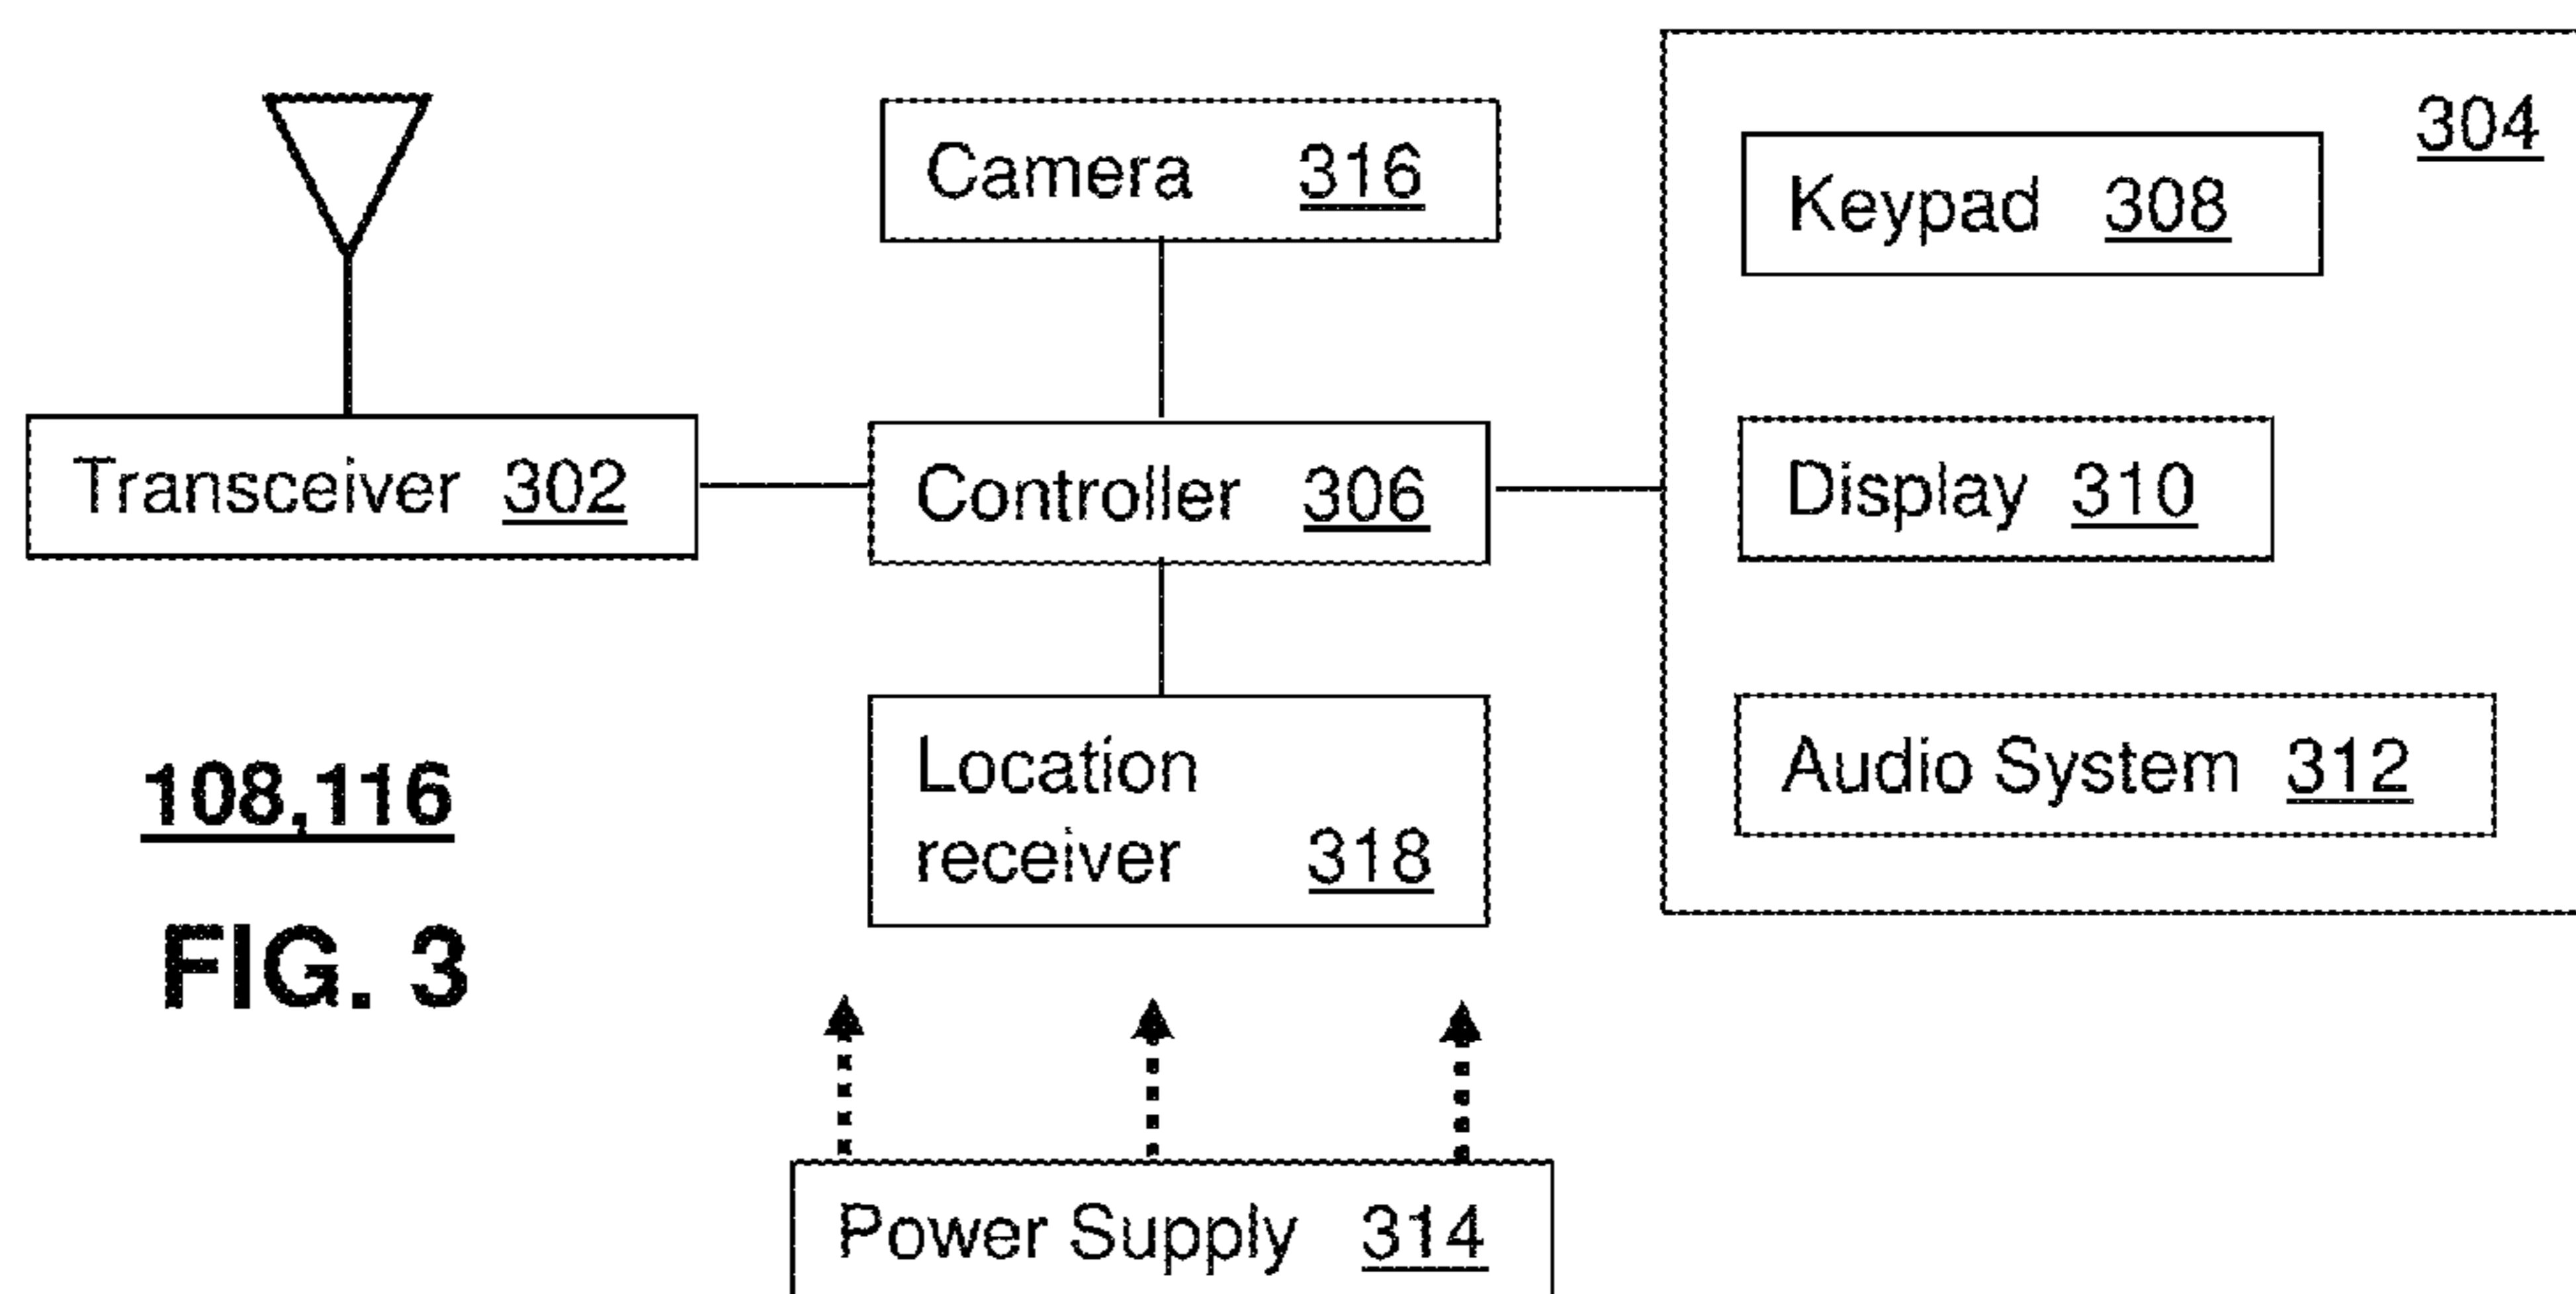 304
Camera 316
Keypad 308
Transceiver 302
Controller 306
Display 310
Location
receiver 318
Audio System 312
108,116
FIG. 3
Power Supply 314